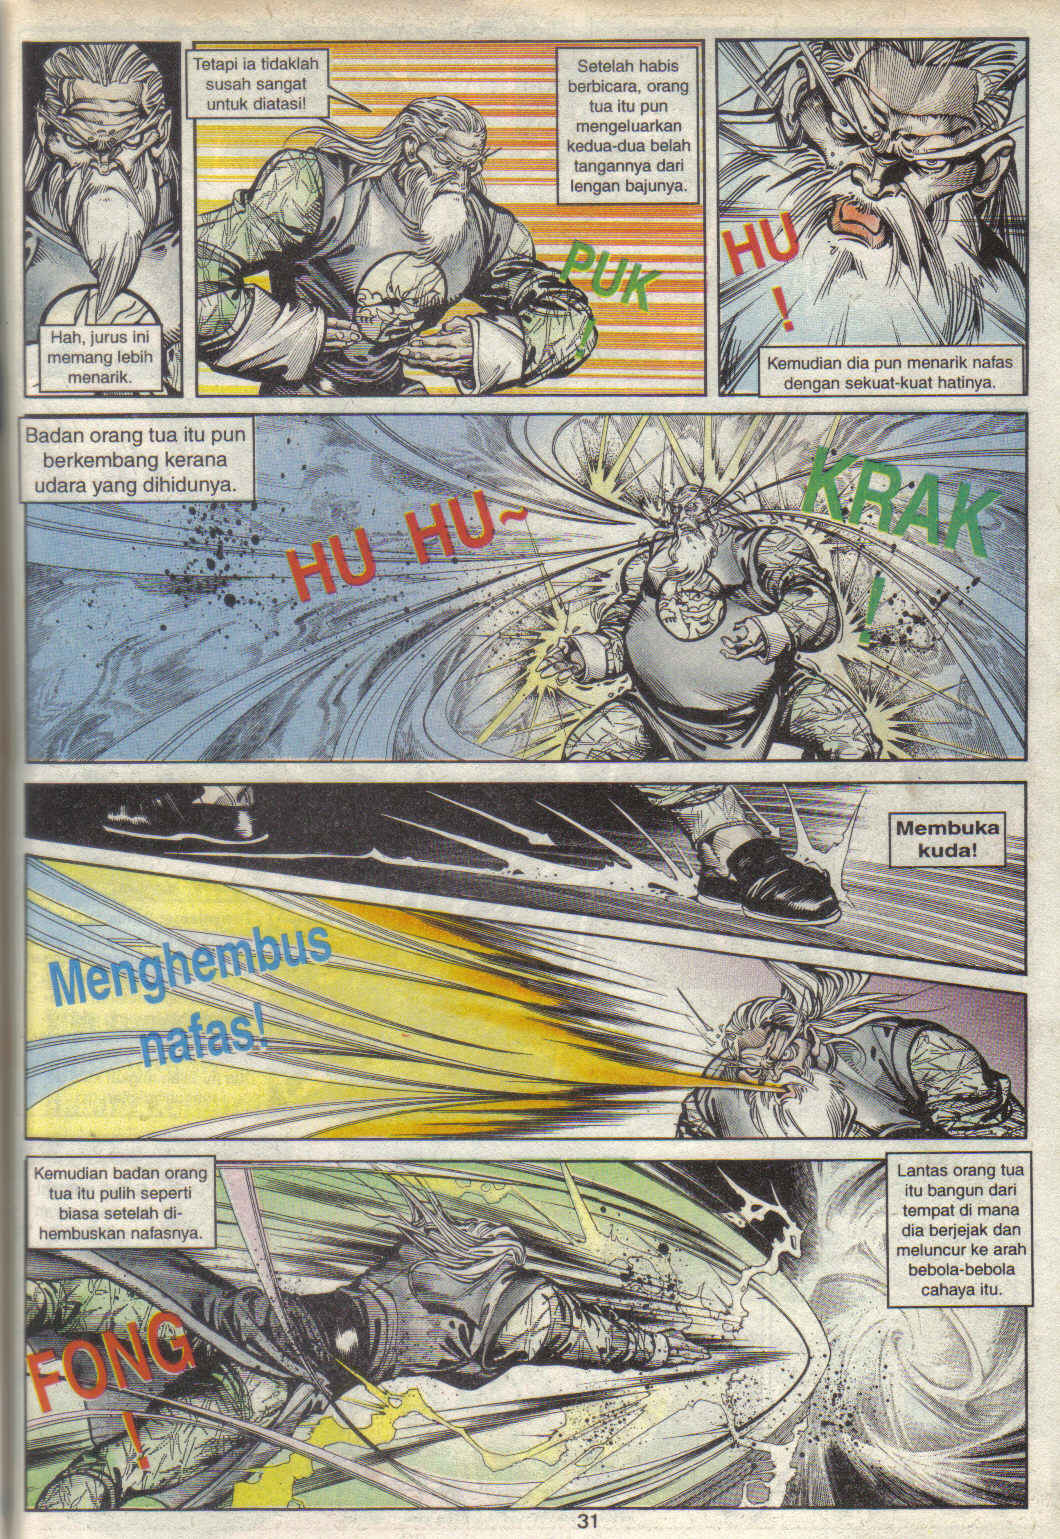 Hah, jurus ini
memang lebih
menarik.
Tetapi ia tidaklah
susah sangat
untuk diatasi!
Setelah habis
berbicara, orang
tua itu pun
mengeluarkan
kedua-dua belah
tangannya dari
lengan bajunya.
PUK
!
HU
!
Kemudian dia pun menarik nafas
dengan sekuat-kuat hatinya.
Badan orang tua itu pun
berkembang kerana
udara yang dihidunya.
HU HU~
KRAK
!
Membuka
kuda!
Menghembus
nafas!
Kemudian badan orang
tua itu pulih seperti
biasa setelah di-
hembuskan nafasnya.
Lantas orang tua
itu bangun dari
tempat di mana
dia berjejak dan
meluncur ke arah
bebola-bebola
cahaya itu.
FONG
!
31